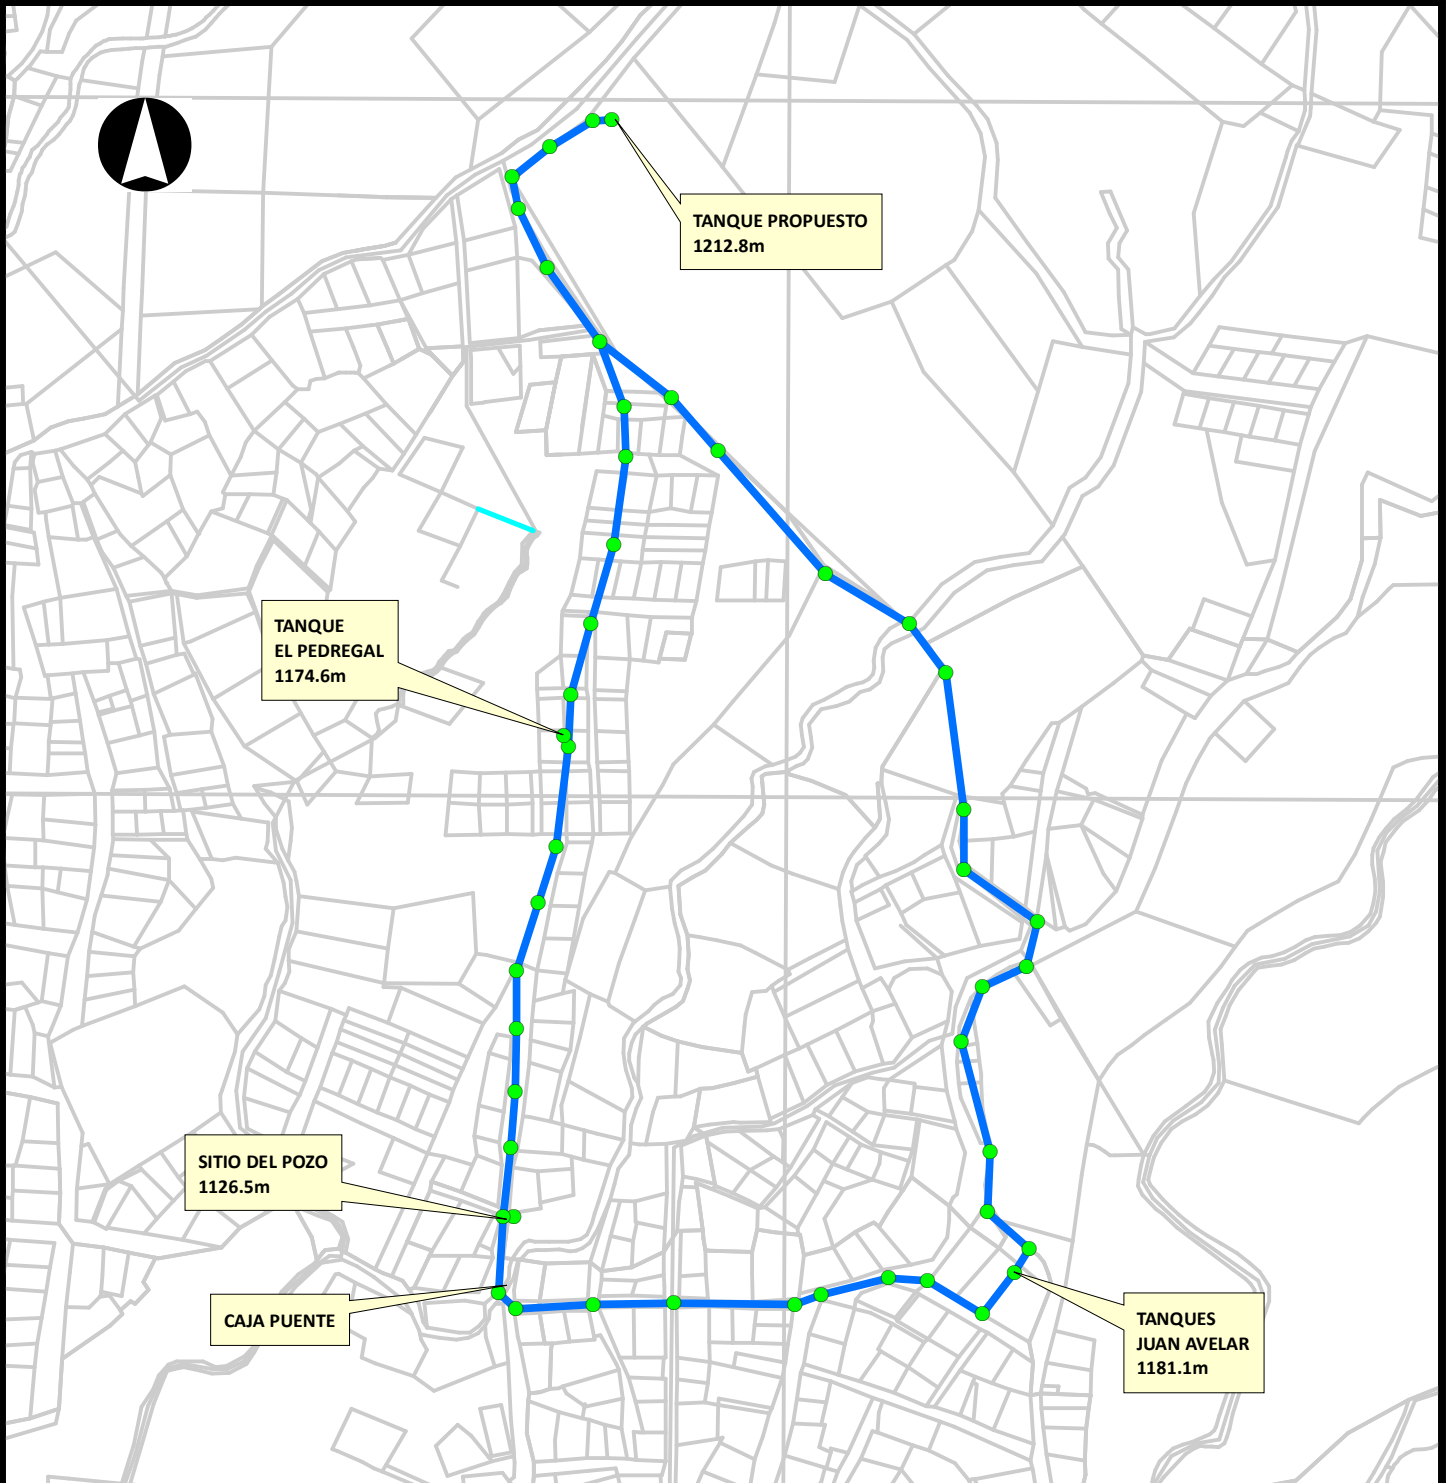 TANQUE PROPUESTO
1212.8m
TANQUE
EL PEDREGAL
1174.6m
SITIO DEL POZO
1126.5m
CAJA PUENTE
TANQUES
JUAN AVELAR
1181.1m